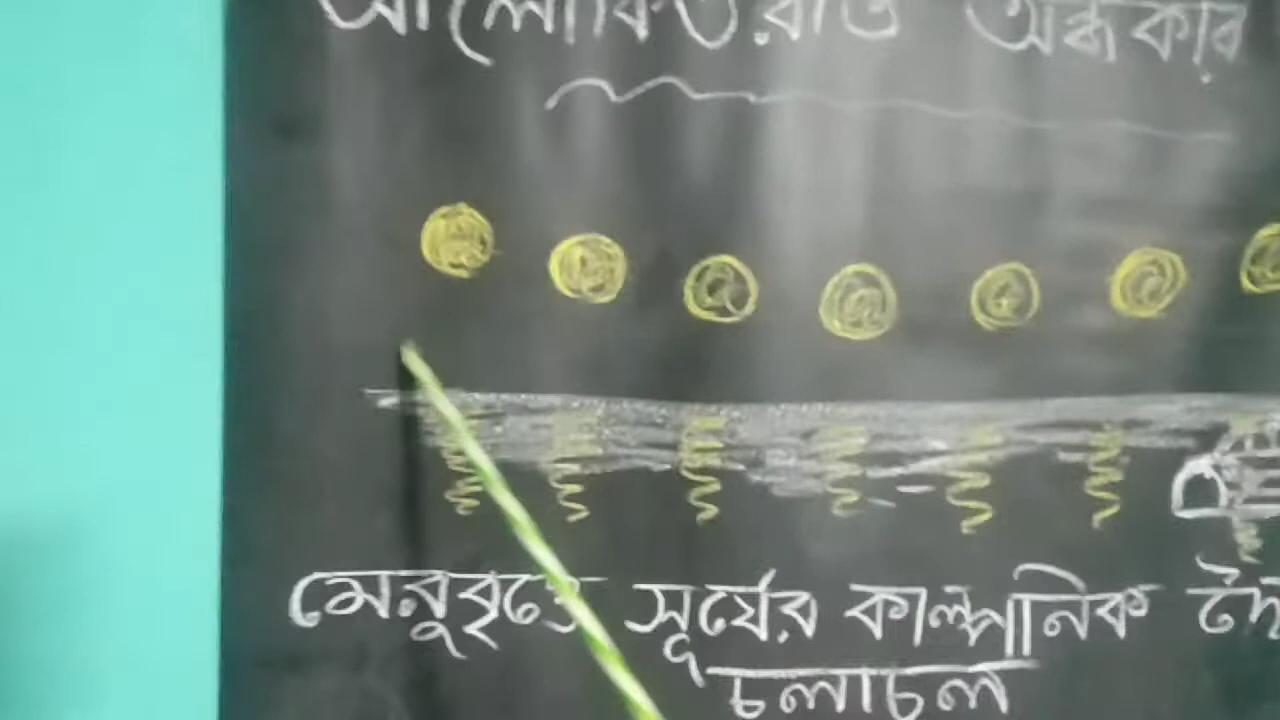 আলোকিত রাত অন্ধকার
মেরুবৃত্তে সূর্যের কাল্পনিক
চলাচল